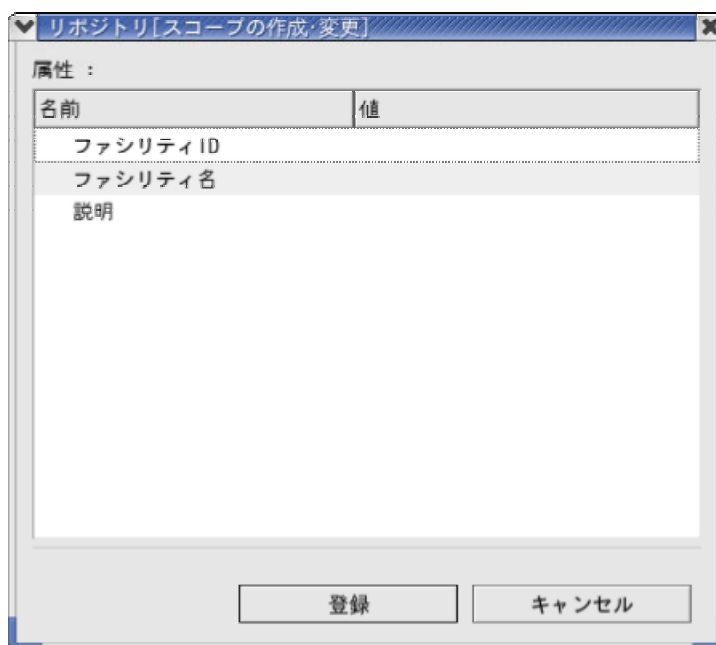 リポジトリ[スコープの作成・変更]
属性 :
名前 値
ファシリティID
ファシリティ名
説明
登録 キャンセル